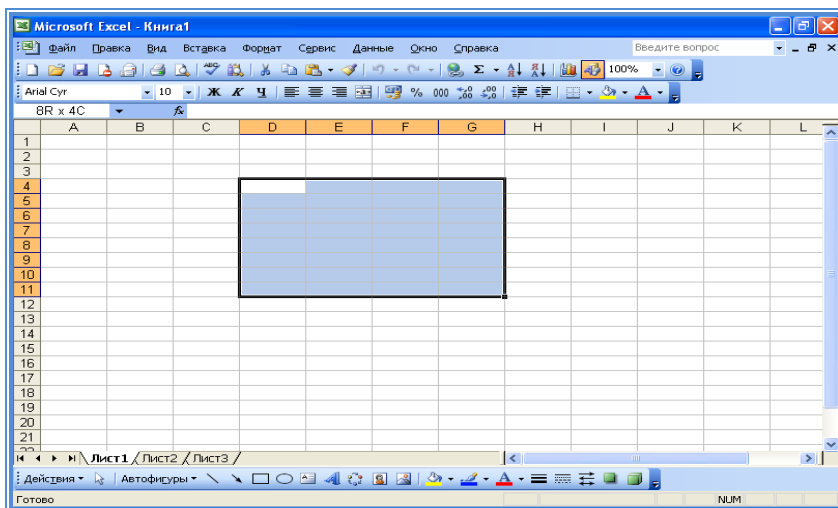 Microsoft Excel - Книга1
Файл Правка Вид Вставка Формат Сервис Данные Окно Справка Введите вопрос
ABC Σ 100%
Arial Cyr 10 Ж К Ч % 000 A
8R x 4C fx
A B C D E F G H I J K L
1
2
3
4
5
6
7
8
9
10
11
12
13
14
15
16
17
18
19
20
21
Лист1 Лист2 Лист3
Действия Автофигуры A
Готово NUM